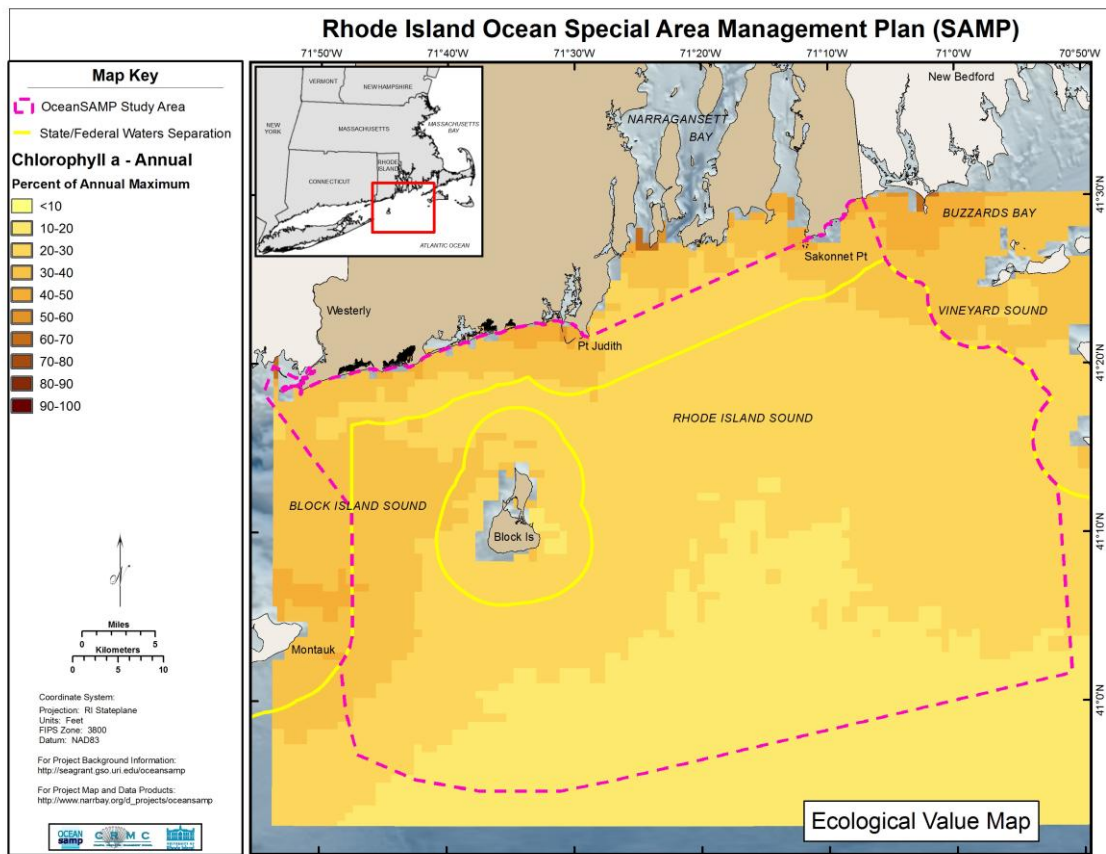 Rhode Island Ocean Special Area Management Plan (SAMP)
71°50'W
71°40'W
71°30'W
71°20'W
71°10'W
71°0'W
70°50'W
Map Key
OceanSAMP Study Area
State/Federal Waters Separation
Chlorophyll a - Annual
Percent of Annual Maximum
<10
10-20
20-30
30-40
40-50
50-60
60-70
70-80
80-90
90-100
N
Miles
0 5
Kilometers
0 5 10
Coordinate System:
Projection: RI Stateplane
Units: Feet
FIPS Zone: 3800
Datum: NAD83
For Project Background Information:
http://seagrant.gso.uri.edu/oceansamp
For Project Map and Data Products:
http://www.narrbay.org/d_projects/oceansamp
OCEAN
samp
CRMC
VERMONT
NEW HAMPSHIRE
NEW
YORK
MASSACHUSETTS
MASSACHUSETTS
BAY
CONNECTICUT
RHODE
ISLAND
ATLANTIC OCEAN
New Bedford
NARRAGANSETT
BAY
BUZZARDS BAY
Sakonnet Pt
VINEYARD SOUND
Westerly
Pt Judith
RHODE ISLAND SOUND
BLOCK ISLAND SOUND
Block Is
Montauk
41°30'N
41°20'N
41°10'N
41°0'N
Ecological Value Map